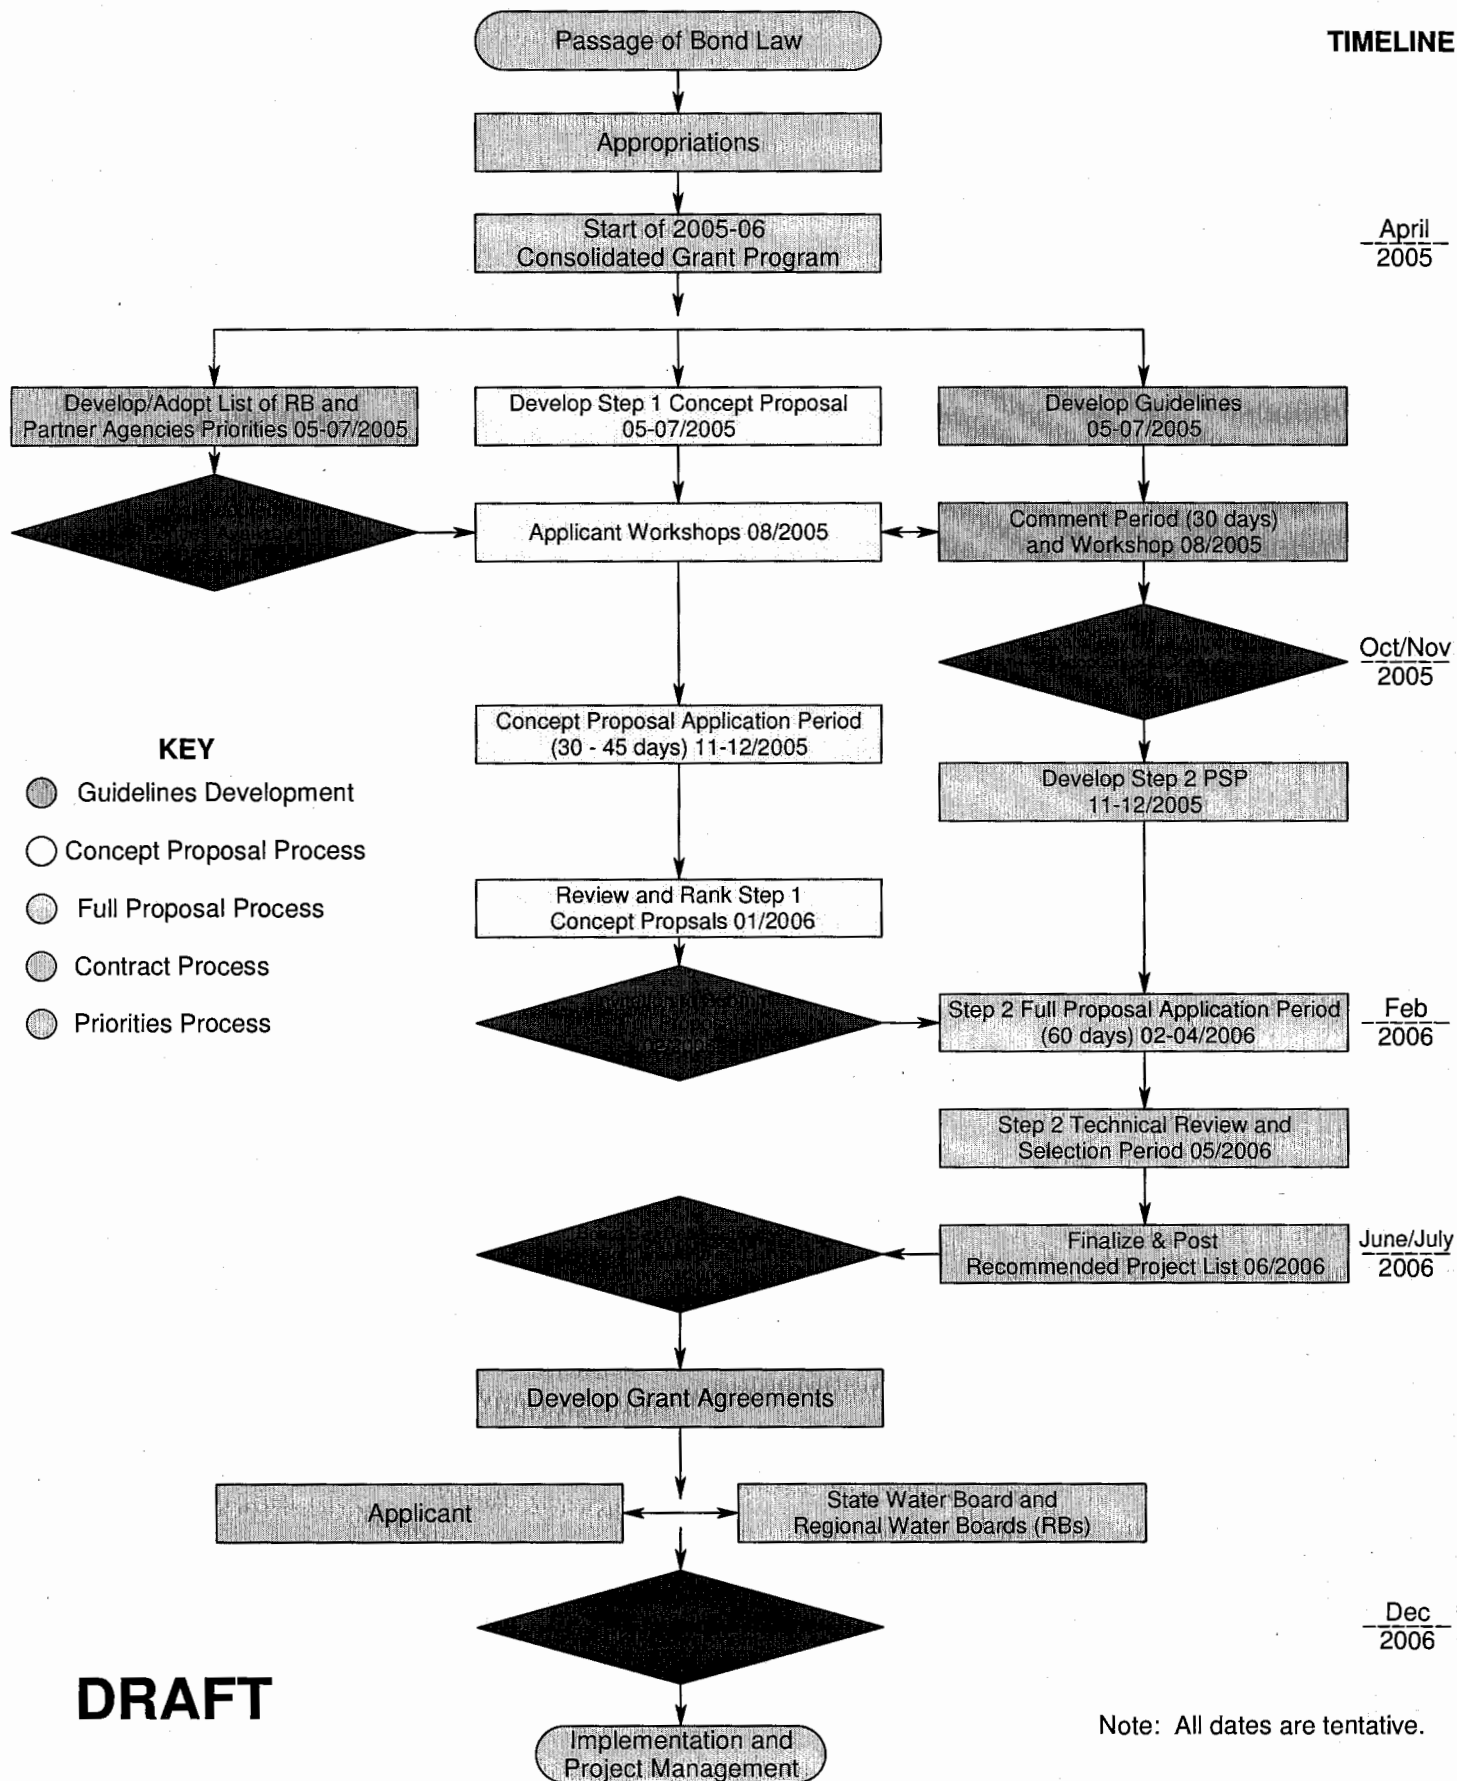 Passage of Bond Law
TIMELINE
Appropriations
Start of 2005-06
Consolidated Grant Program
April
2005
Develop/Adopt List of RB and
Partner Agencies Priorities 05-07/2005
Develop Step 1 Concept Proposal
05-07/2005
Develop Guidelines
05-07/2005
Applicant Workshops 08/2005
Comment Period (30 days)
and Workshop 08/2005
Oct/Nov
2005
Concept Proposal Application Period
(30 - 45 days) 11-12/2005
Develop Step 2 PSP
11-12/2005
KEY
Guidelines Development
Concept Proposal Process
Full Proposal Process
Contract Process
Priorities Process
Review and Rank Step 1
Concept Propsals 01/2006
Step 2 Full Proposal Application Period
(60 days) 02-04/2006
Feb
2006
Step 2 Technical Review and
Selection Period 05/2006
Finalize & Post
Recommended Project List 06/2006
June/July
2006
Develop Grant Agreements
Applicant
State Water Board and
Regional Water Boards (RBs)
Dec
2006
DRAFT
Note: All dates are tentative.
Implementation and
Project Management